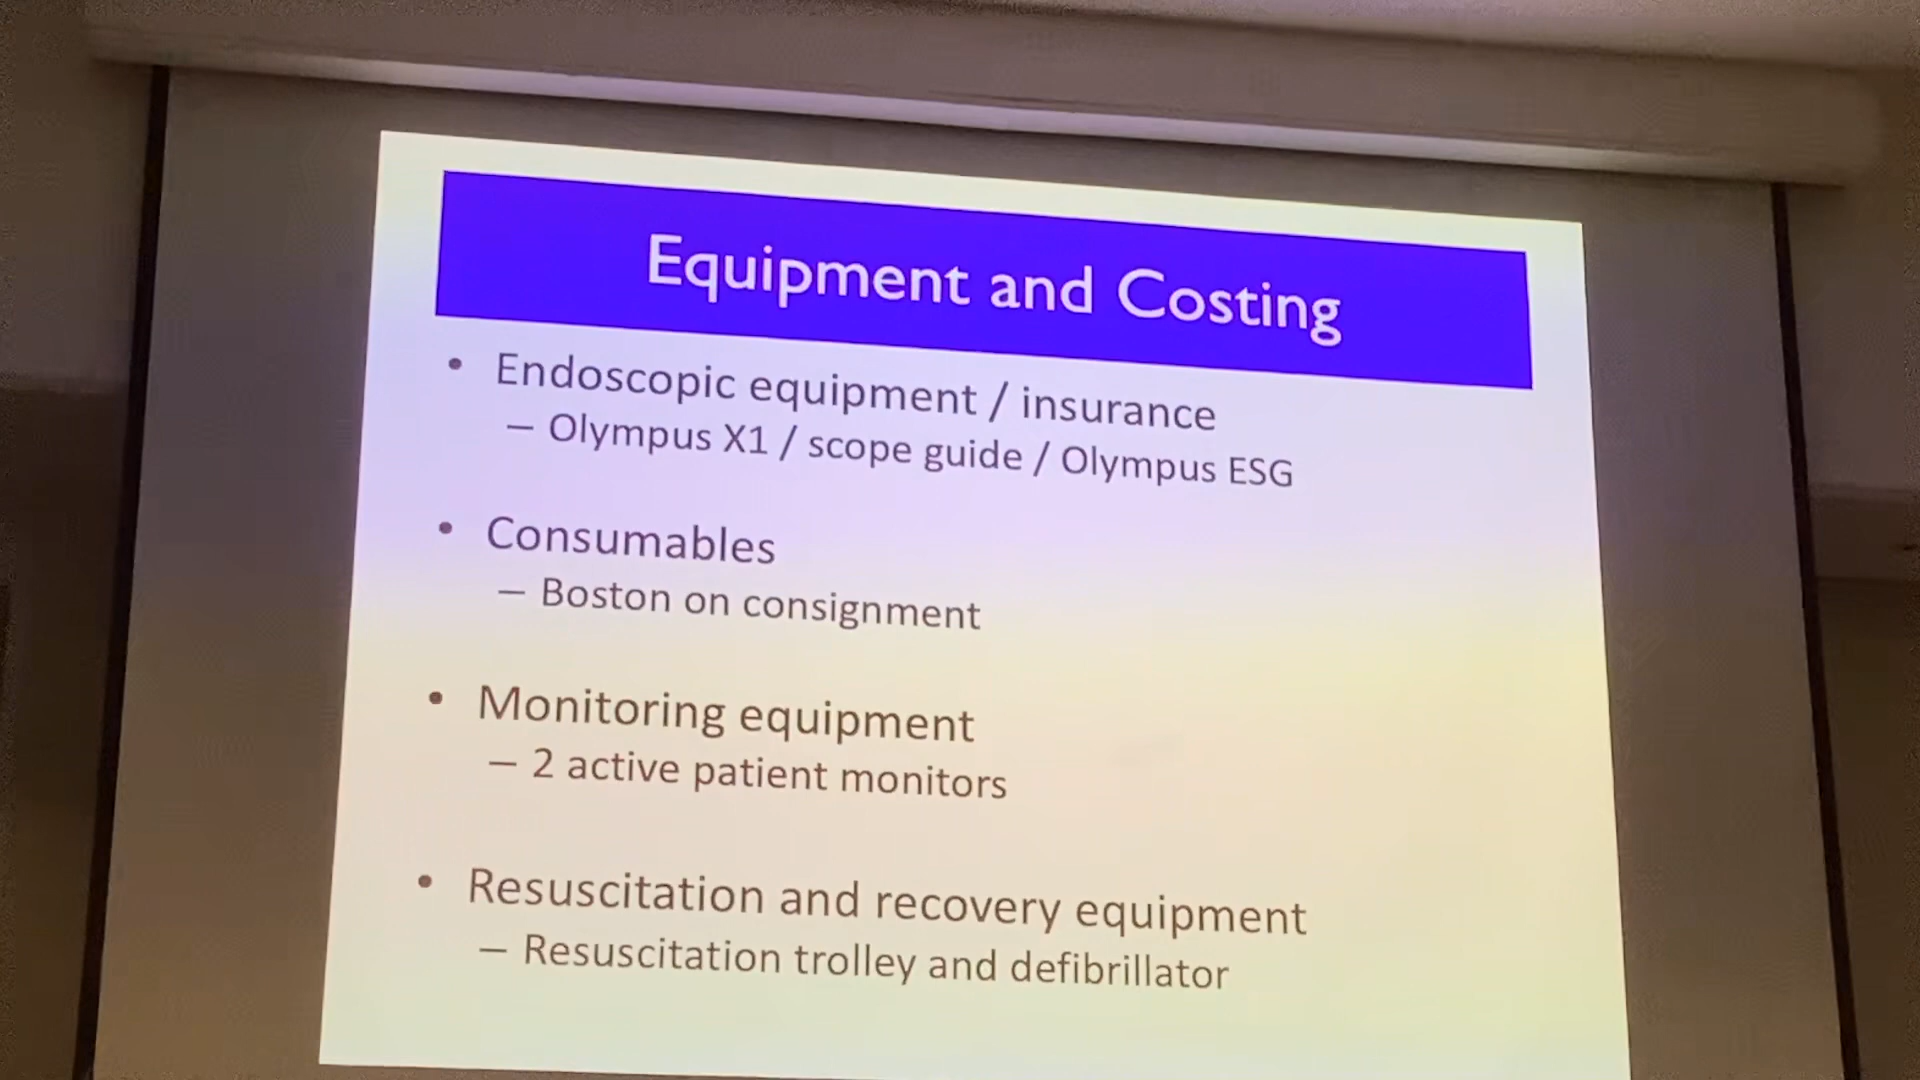 Equipment and Costing
• Endoscopic equipment / insurance
– Olympus X1 / scope guide / Olympus ESG
• Consumables
– Boston on consignment
• Monitoring equipment
– 2 active patient monitors
• Resuscitation and recovery equipment
– Resuscitation trolley and defibrillator